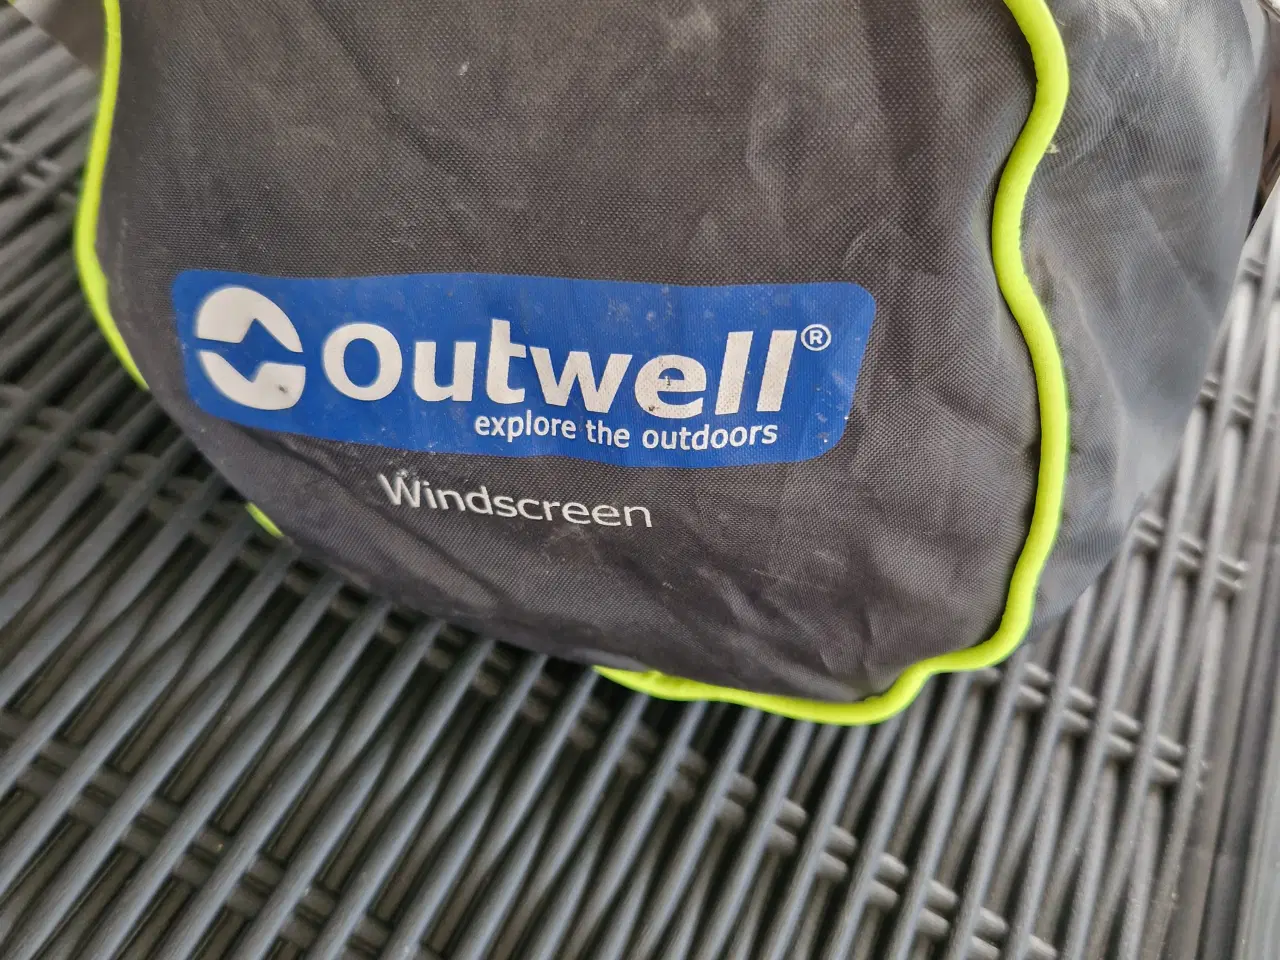 Outwell®
explore the outdoors
Windscreen